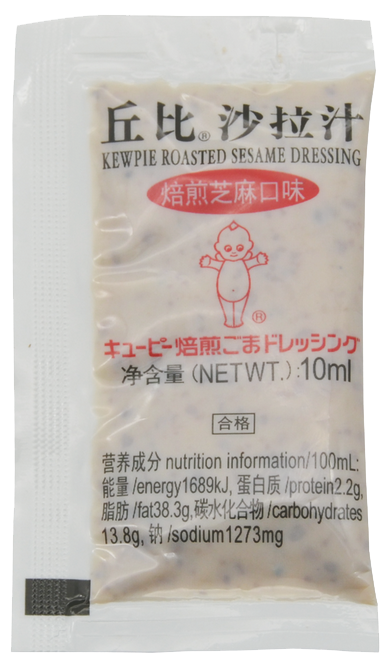 丘比® 沙拉汁
KEWPIE ROASTED SESAME DRESSING
焙煎芝麻口味
®
キューピー焙煎ごまドレッシング
净含量 (NETWT.):10ml
合格
营养成分 nutrition information/100mL:
能量/energy1689kJ, 蛋白质/protein2.2g,
脂肪/fat38.3g,碳水化合物/carbohydrates
13.8g, 钠/sodium1273mg